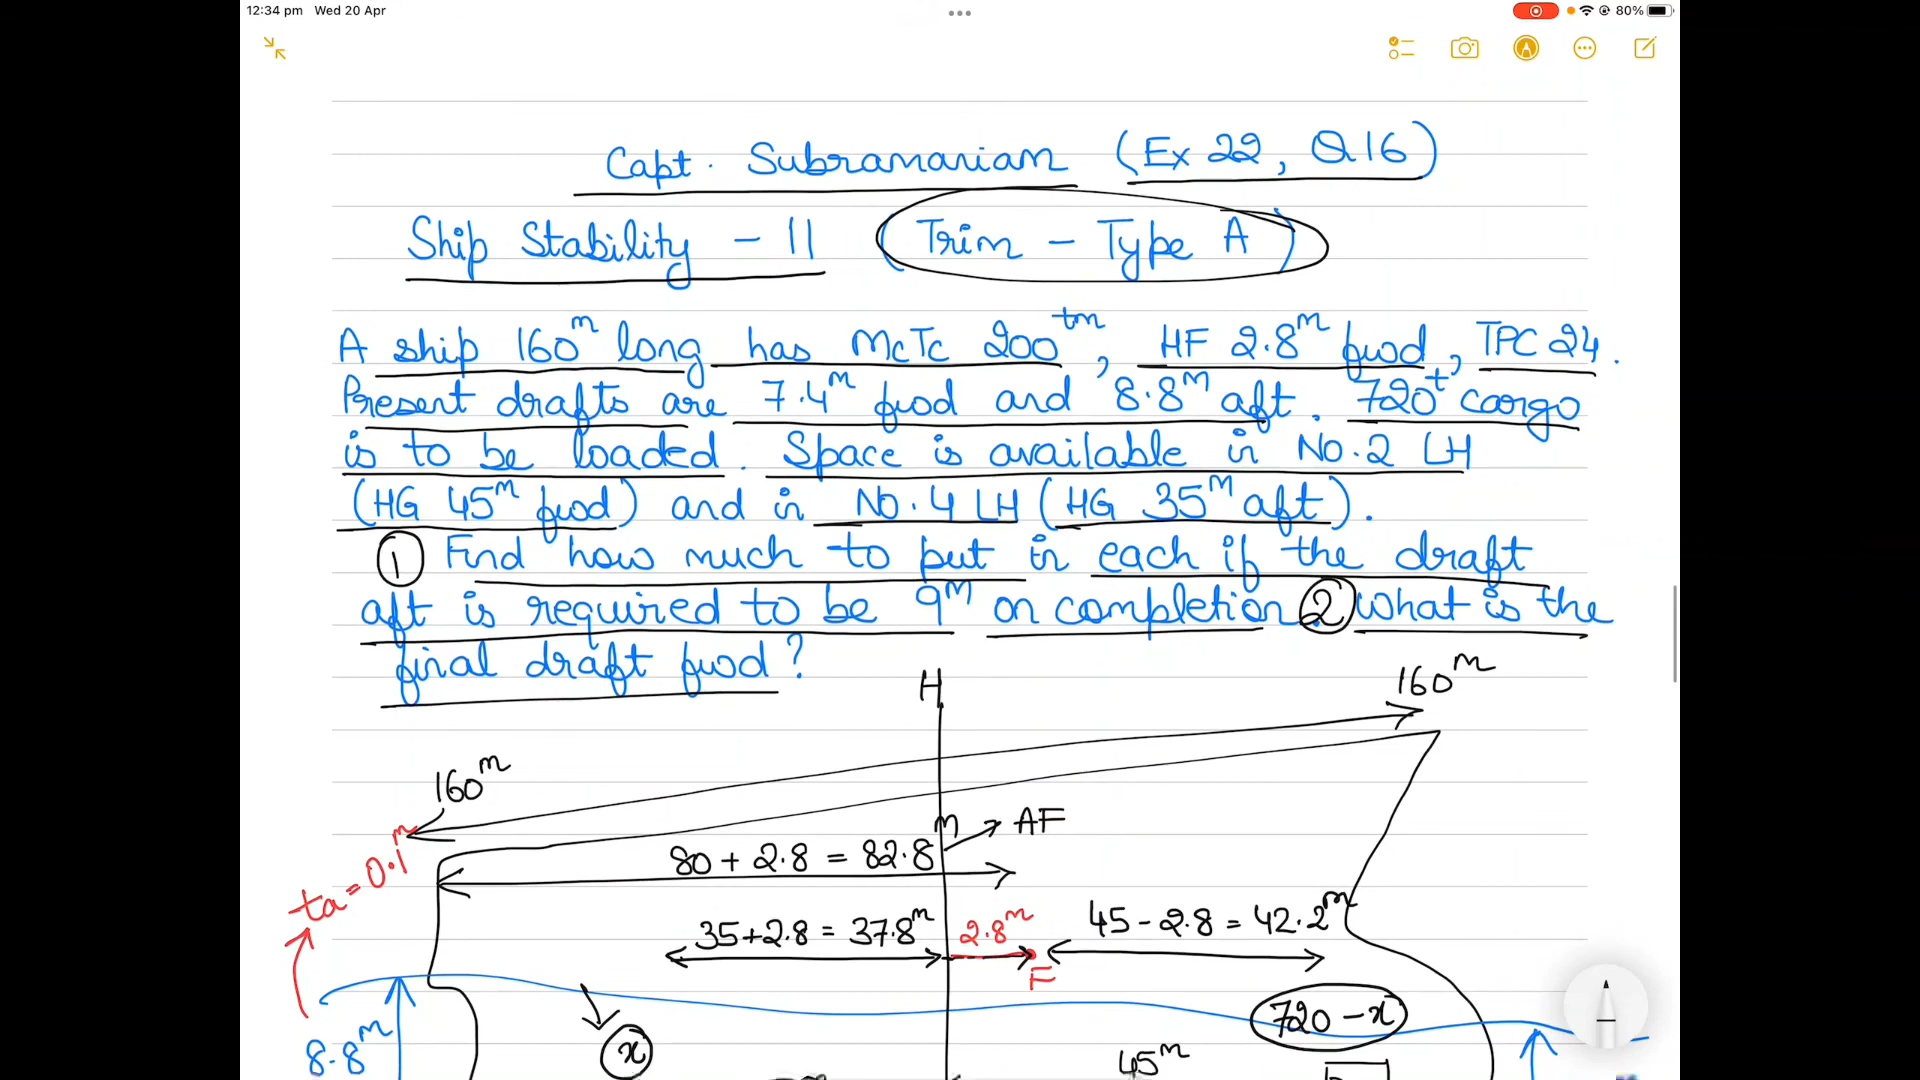 12:34 pm Wed 20 Apr
80%
Capt. Subramaniam (Ex 22, Q16)
Ship Stability - II (Trim - Type A)
A ship 160m long has McTc 200tm, HF 2.8m fwd, TPC 24.
Present drafts are 7.4m fwd and 8.8m aft. 720t cargo
is to be loaded. Space is available in No.2 LH
(HG 45m fwd) and in No.4 LH (HG 35m aft).
1 Find how much to put in each if the draft
aft is required to be 9m on completion. 2 what is the
final draft fwd?
H
160m
160m
AF
80 + 2.8 = 82.8m
ta = 0.1m
35+2.8 = 37.8m
2.8m
45-2.8 = 42.2m
F
720-x
8.8m
x
45m